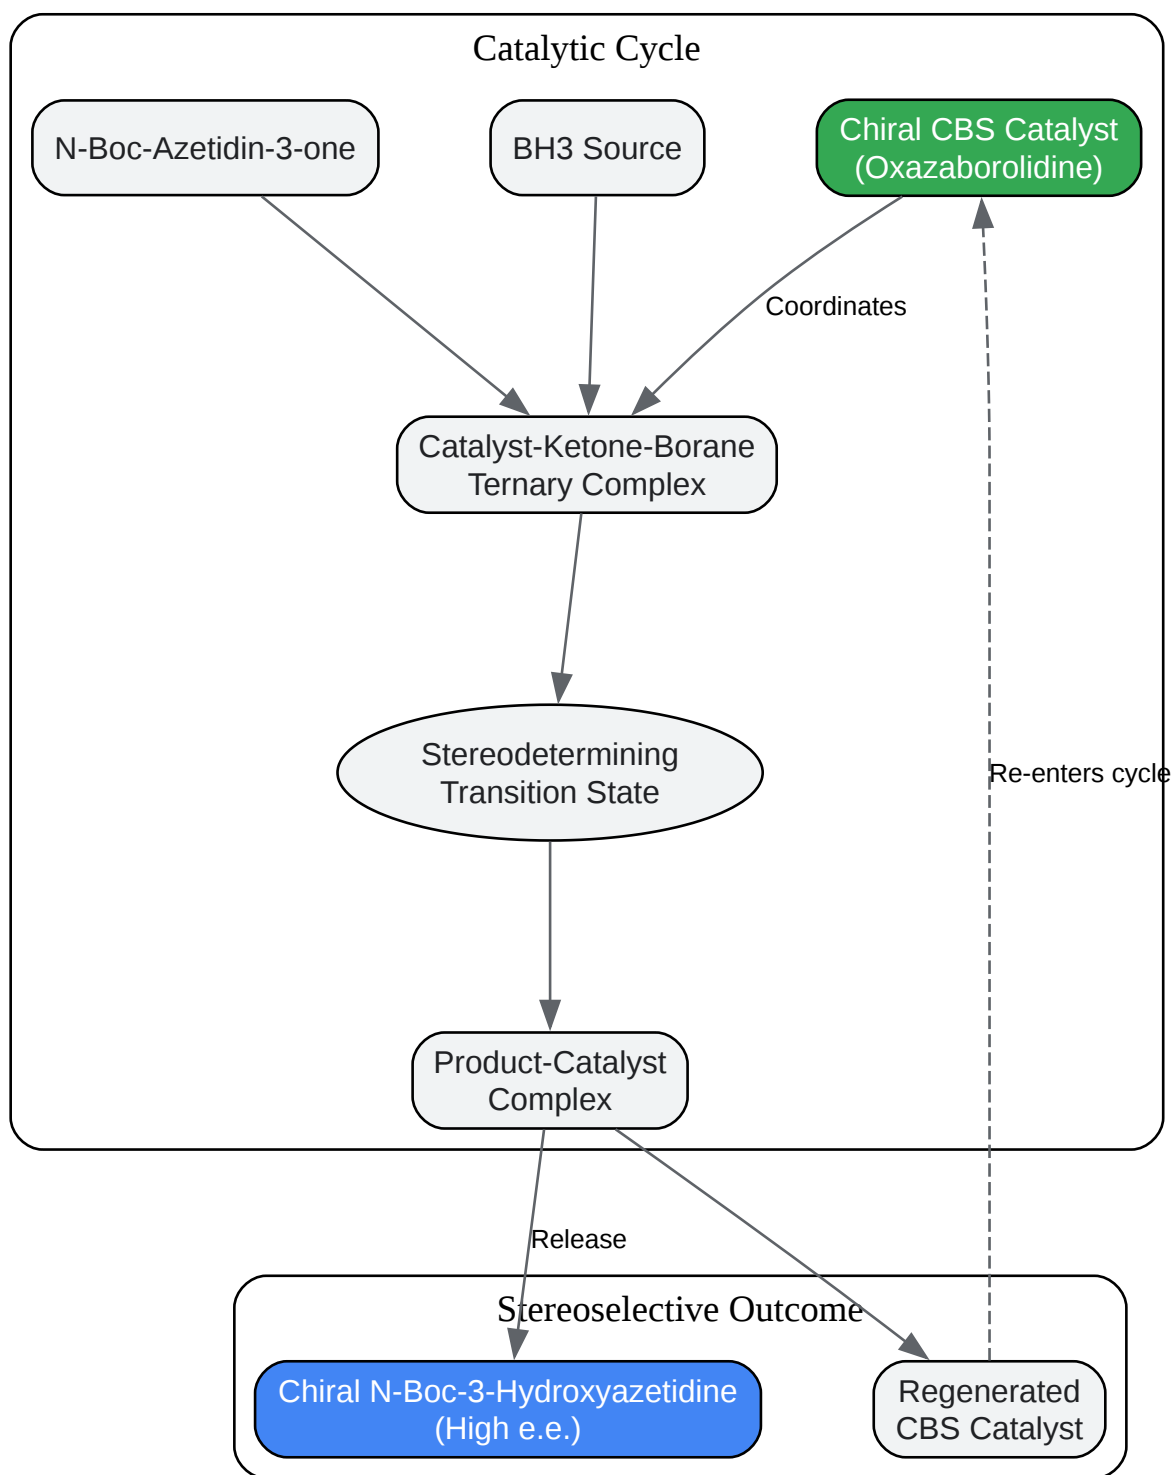 Catalytic Cycle
N-Boc-Azetidin-3-one
BH3 Source
Chiral CBS Catalyst
(Oxazaborolidine)
Coordinates
Catalyst-Ketone-Borane
Ternary Complex
Stereodetermining
Transition State
Re-enters cycle
Product-Catalyst
Complex
Release
Stereoselective Outcome
Chiral N-Boc-3-Hydroxyazetidine
(High e.e.)
Regenerated
CBS Catalyst